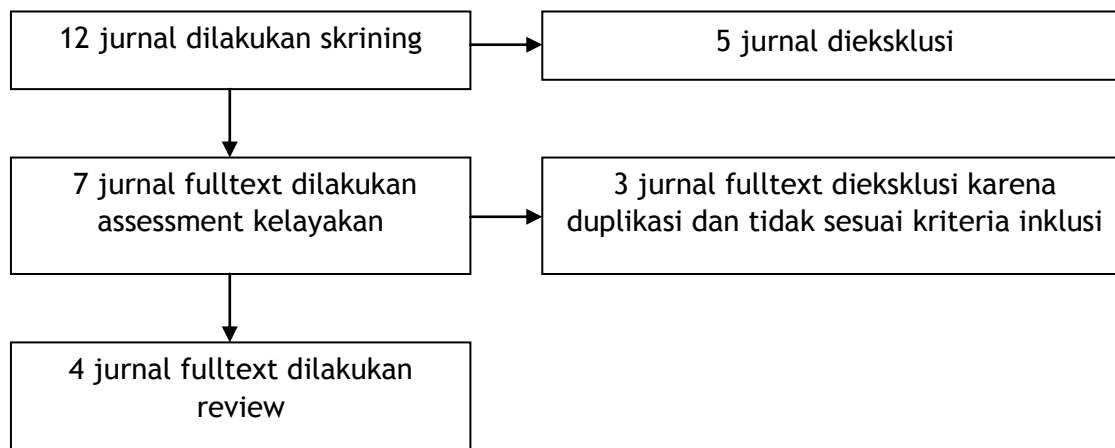 12 jurnal dilakukan skrining
5 jurnal dieksklusi
7 jurnal fulltext dilakukan
assessment kelayakan
3 jurnal fulltext dieksklusi karena
duplikasi dan tidak sesuai kriteria inklusi
4 jurnal fulltext dilakukan
review